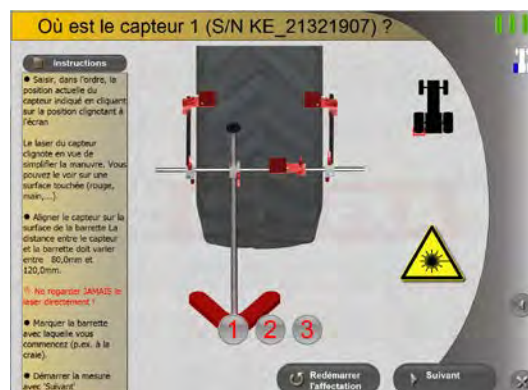 Où est le capteur 1 (S/N KE_21321907) ?
Instructions
● Saisir, dans l'ordre, la
position actuelle du
capteur indiqué en cliquant
sur la position clignotant à
l'écran
Le laser du capteur
clignote en vue de
simplifier la manuvre. Vous
pouvez le voir sur une
surface touchée (rouge,
main,...).
● Aligner le capteur sur la
surface de la barrette La
distance entre le capteur
et la barrette doit varier
entre 80,0mm et
120,0mm.
No regarder JAMAIS le
laser directement !
● Marquer la barrette
avec laquelle vous
commencez (p.ex. à la
craie).
● Démarrer la mesure
avec 'Suivant'
1 2 3
Redémarrer
l'affectation
Suivant